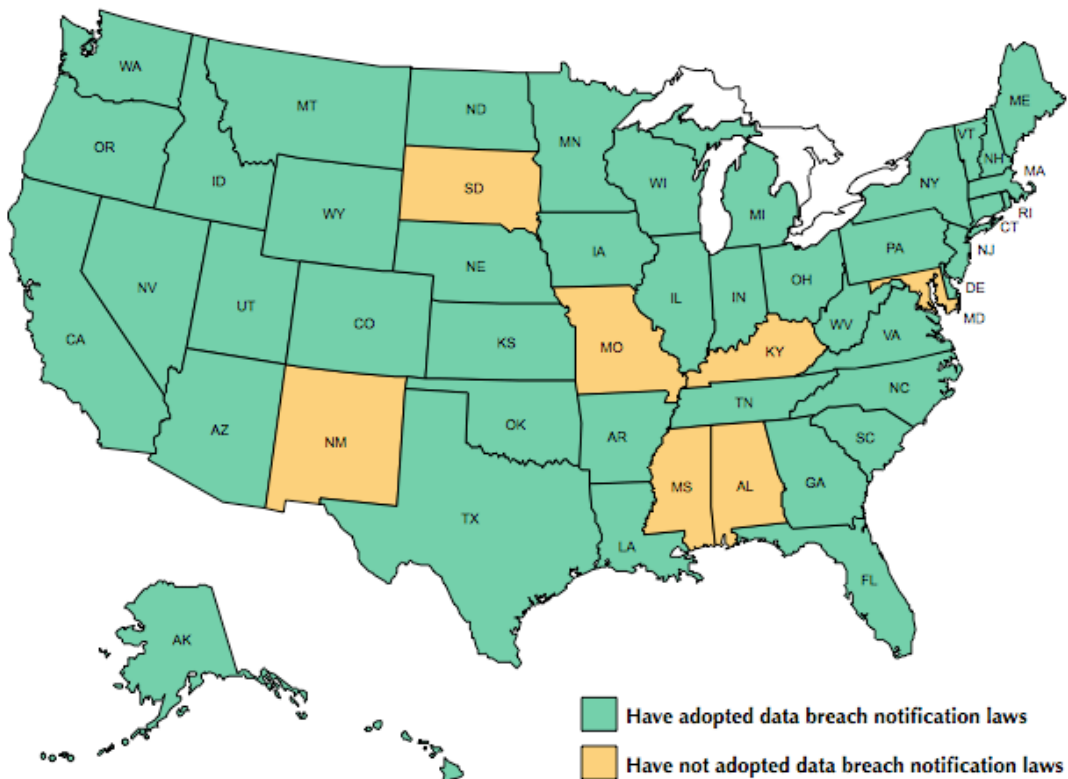 WA
MT
ND
MN
ME
VT
NH
MA
OR
ID
SD
WI
NY
RI
CT
WY
MI
PA
NJ
IA
NE
OH
DE
NV
UT
IL
IN
MD
CO
WV
VA
CA
KS
MO
KY
NC
TN
OK
AZ
NM
AR
SC
MS
AL
GA
TX
LA
FL
AK
Have adopted data breach notification laws
Have not adopted data breach notification laws